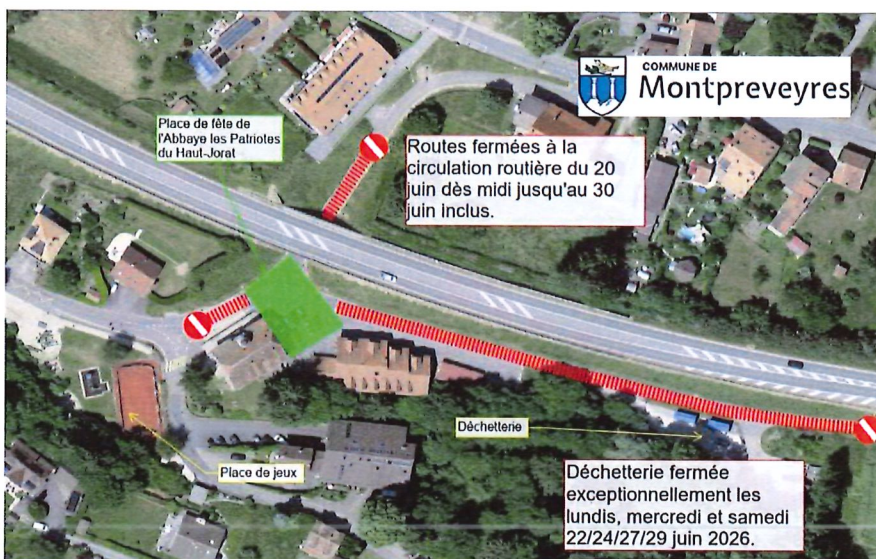 COMMUNE DE
Montpreveyres
Place de fête de
l'Abbaye les Patriotes
du Haut-Jorat
Routes fermées à la
circulation routière du 20
juin dès midi jusqu'au 30
juin inclus.
Déchetterie
Place de jeux
Déchetterie fermée
exceptionnellement les
lundis, mercredi et samedi
22/24/27/29 juin 2026.